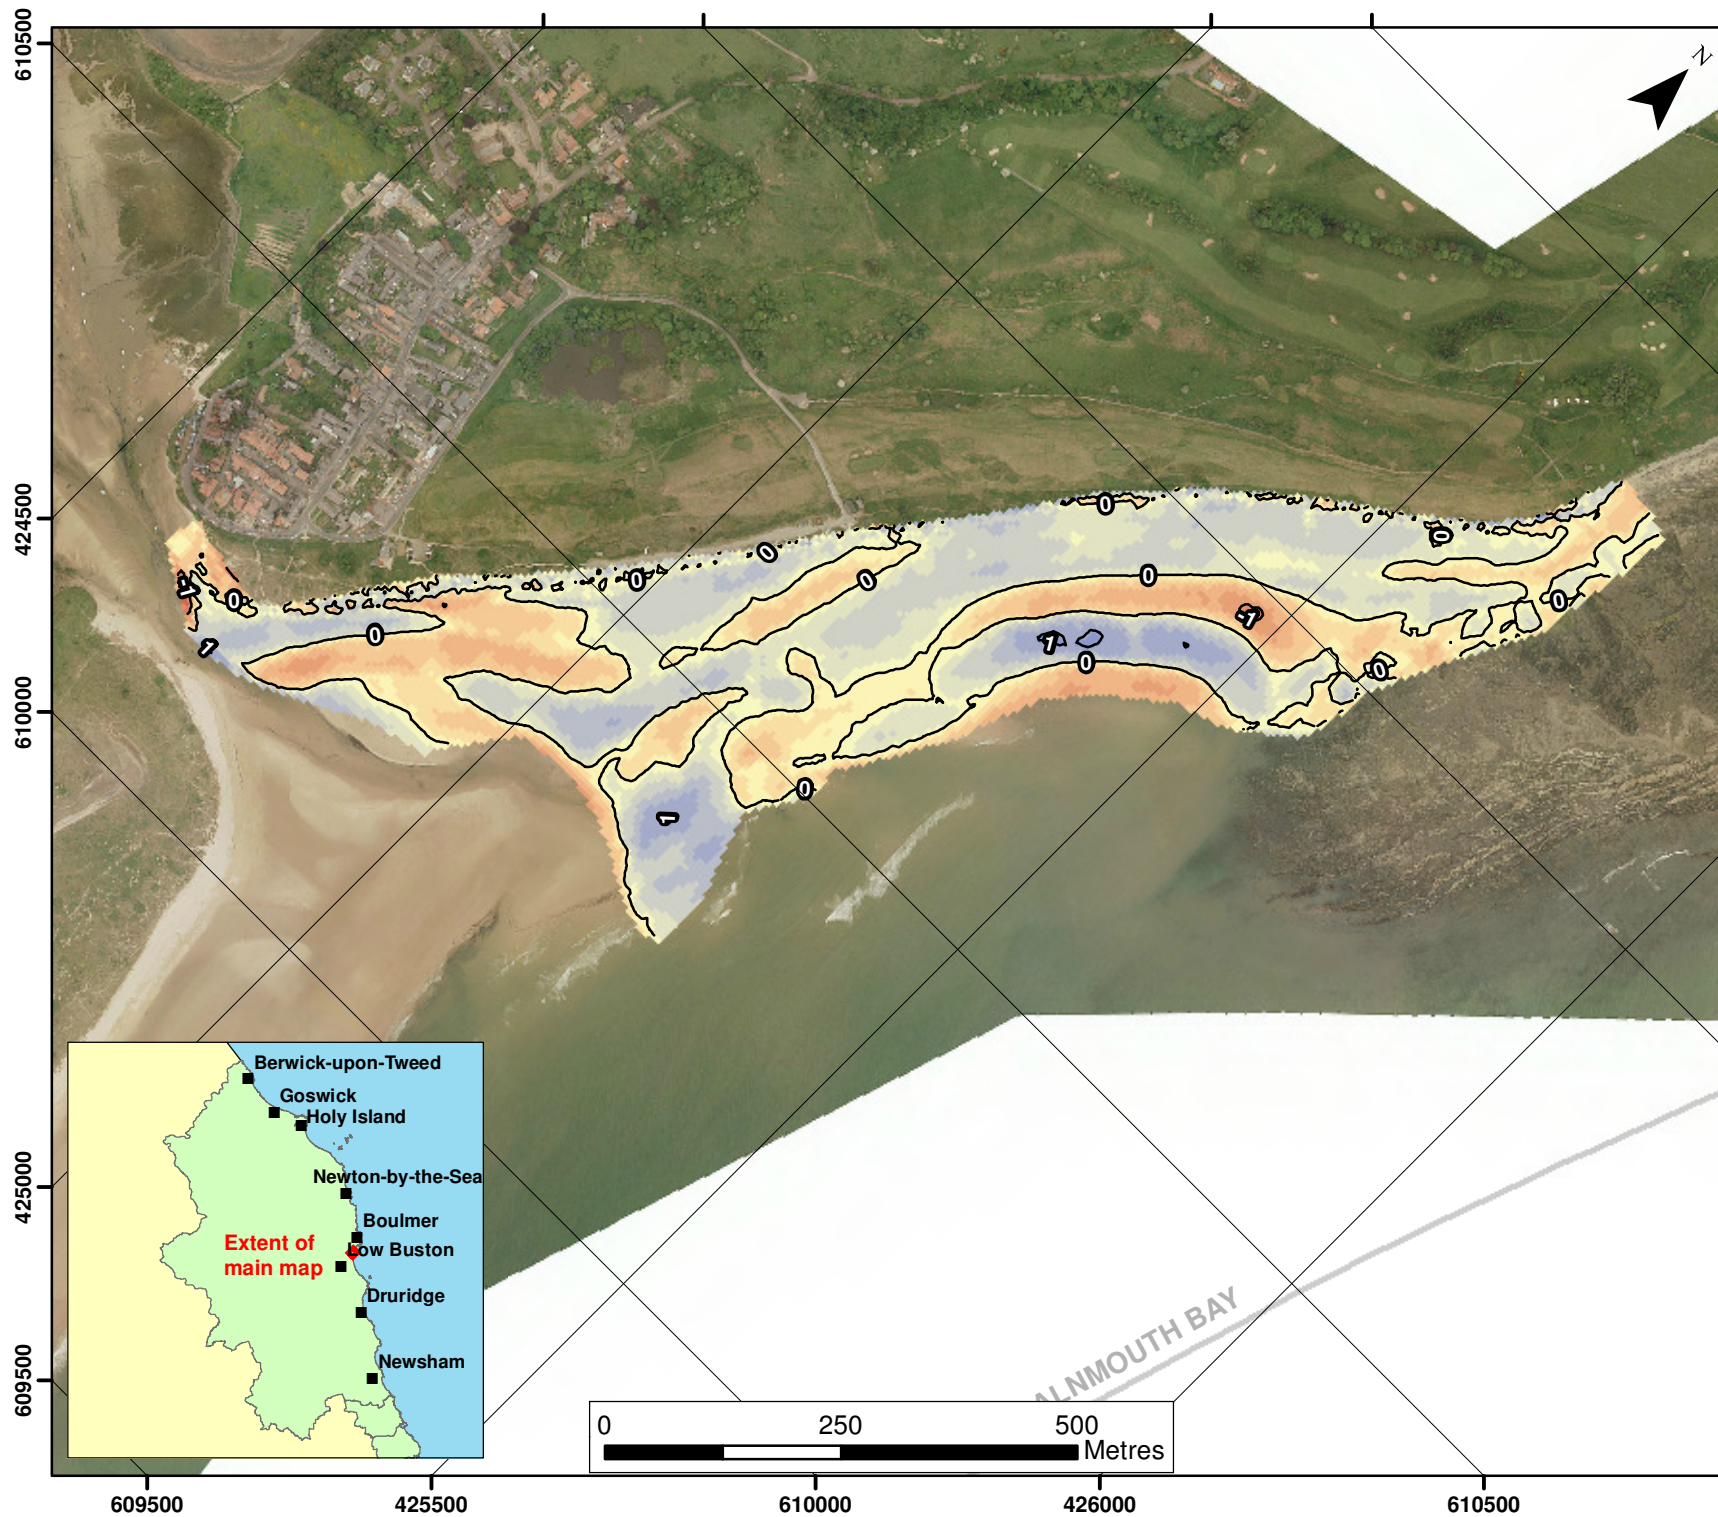 N
610500
424500
610000
425000
609500
0
0
0
0
0
-1
0
0
0
0
1
-1
1
0
0
0
1
0
Berwick-upon-Tweed
Goswick
Holy Island
Newton-by-the-Sea
Boulmer
Extent of
main map
Low Buston
Druridge
Newsham
ALNMOUTH BAY
0 250 500
Metres
609500 425500 610000 426000 610500